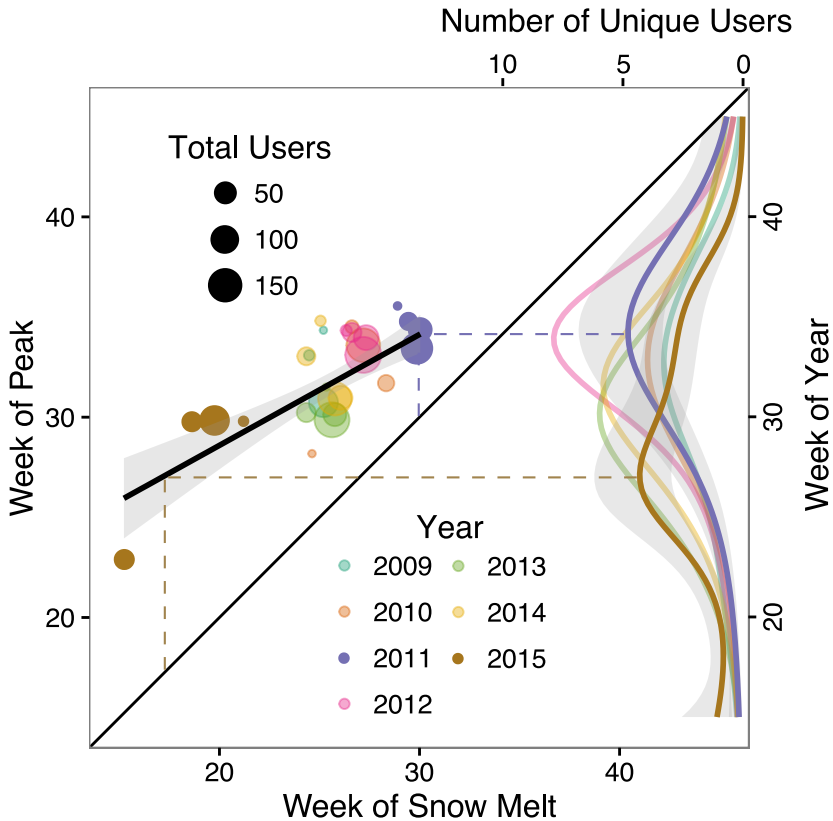 Number of Unique Users
10 5 0
Total Users
50
100
150
40
30
20
Week of Peak
40
30
20
Week of Year
Year
2009 2013
2010 2014
2011 2015
2012
20 30 40
Week of Snow Melt